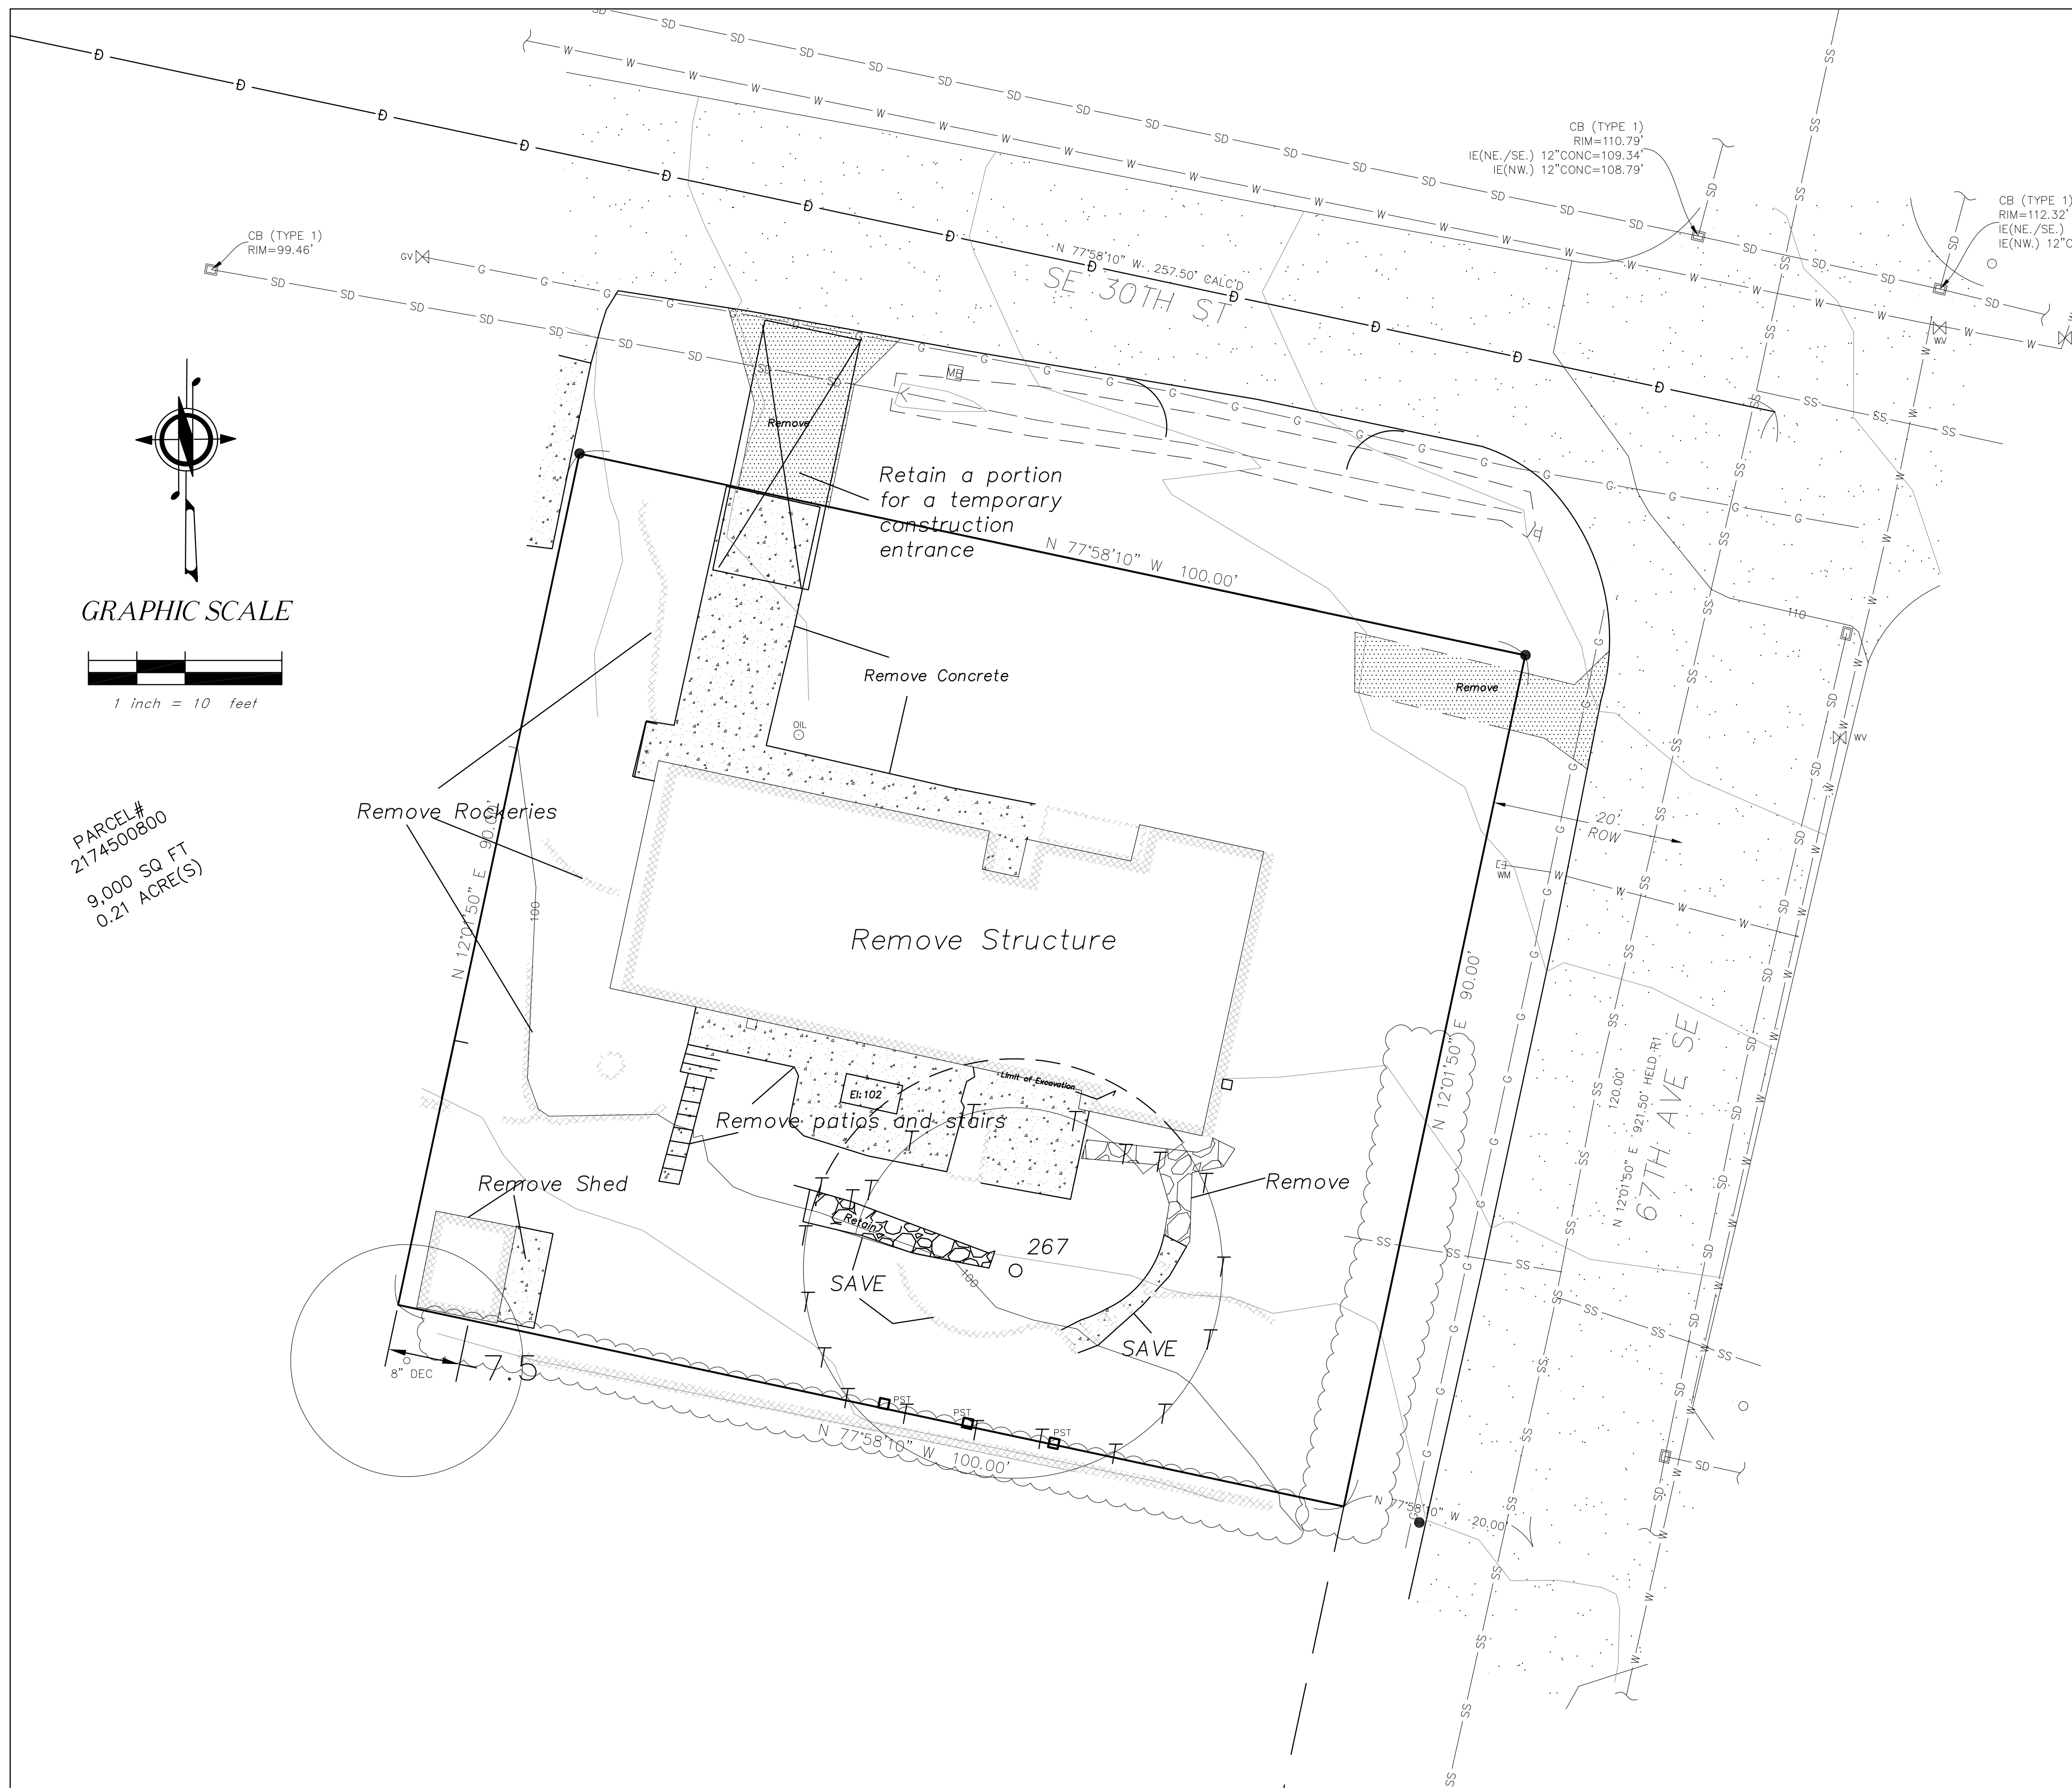 CB (TYPE 1)
RIM=110.79'
IE(NE./SE.) 12"CONC=109.34'
IE(NW.) 12"CONC=108.79'
CB (TYPE 1)
RIM=112.32'
IE(NE./SE.)
IE(NW.) 12"C
CB (TYPE 1)
RIM=99.46'
GV
N 77°58'10" W 257.50' CALC'D
SE 30TH ST
WV
MB
Remove
Retain a portion
for a temporary
construction
entrance
N 77°58'10" W 100.00'
GRAPHIC SCALE
1 inch = 10 feet
110
Remove Concrete
Remove
OIL
WV
PARCEL#
2174500800
9,000 SQ FT
0.21 ACRE(S)
Remove Rockeries
20'
ROW
WM
N 12°01'50" E 90.00'
100
Remove Structure
N 12°01'50" E 90.00'
120.00'
N 12°01'50" E 921.50' HELD R1
67TH AVE SE
Limit of Excavation
El:102
Remove patios and stairs
Remove Shed
Remove
Retain
267
SAVE
100
SAVE
7.5
8" DEC
PST
PST
PST
N 77°58'10" W 100.00'
N 77°58'10" W 20.00'
SD
W
G
SS